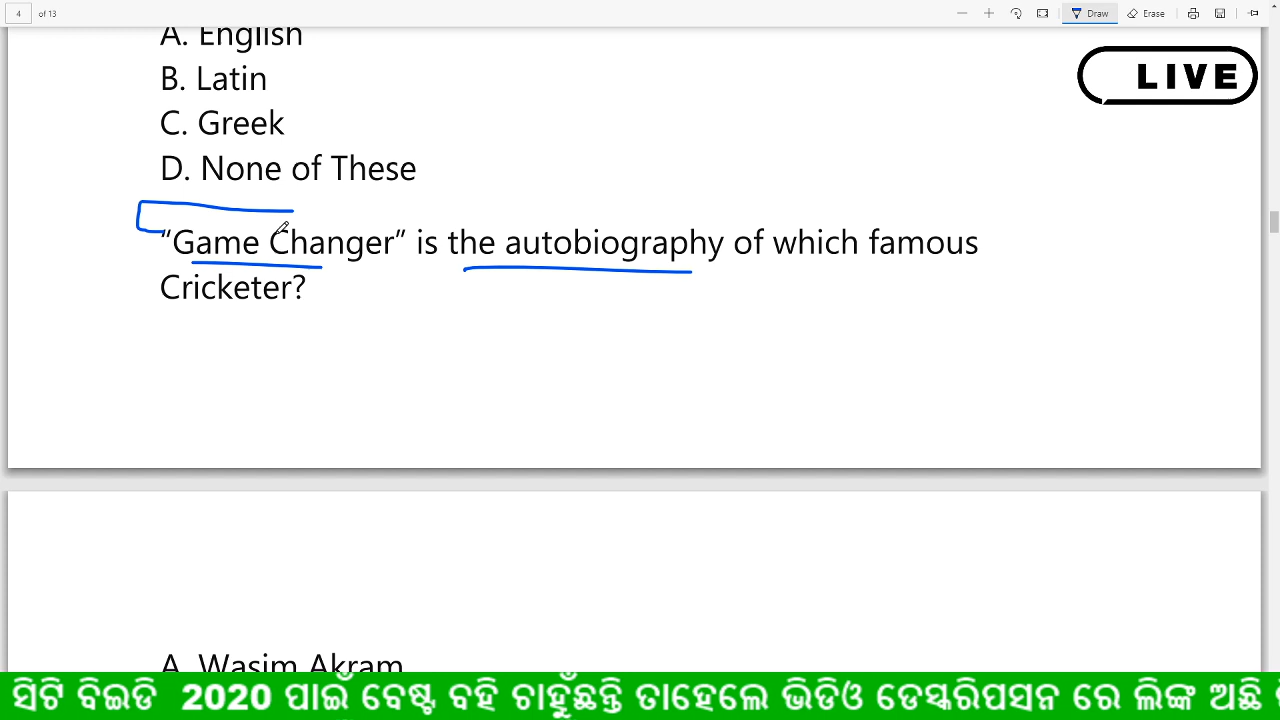 4 of 13
Draw
Erase
A. English
B. Latin
LIVE
C. Greek
D. None of These
“Game Changer” is the autobiography of which famous
Cricketer?
A. Wasim Akram
ସିଟି ବିଇଡି 2020 ପାଇଁ ବେଷ୍ଟ ବହି ଚାହୁଁଛନ୍ତି ତାହେଲେ ଭିଡିଓ ଡେସ୍କରିପସନ ରେ ଲିଙ୍କ ଅଛି